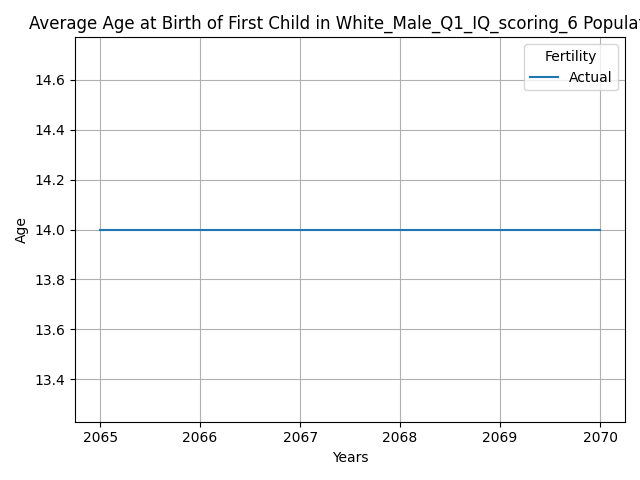 Average Age at Birth of First Child in White_Male_Q1_IQ_scoring_6
Fertility
Actual
14.6
14.4
14.2
14.0
13.8
13.6
13.4
Age
2065 2066 2067 2068 2069 2070
Years